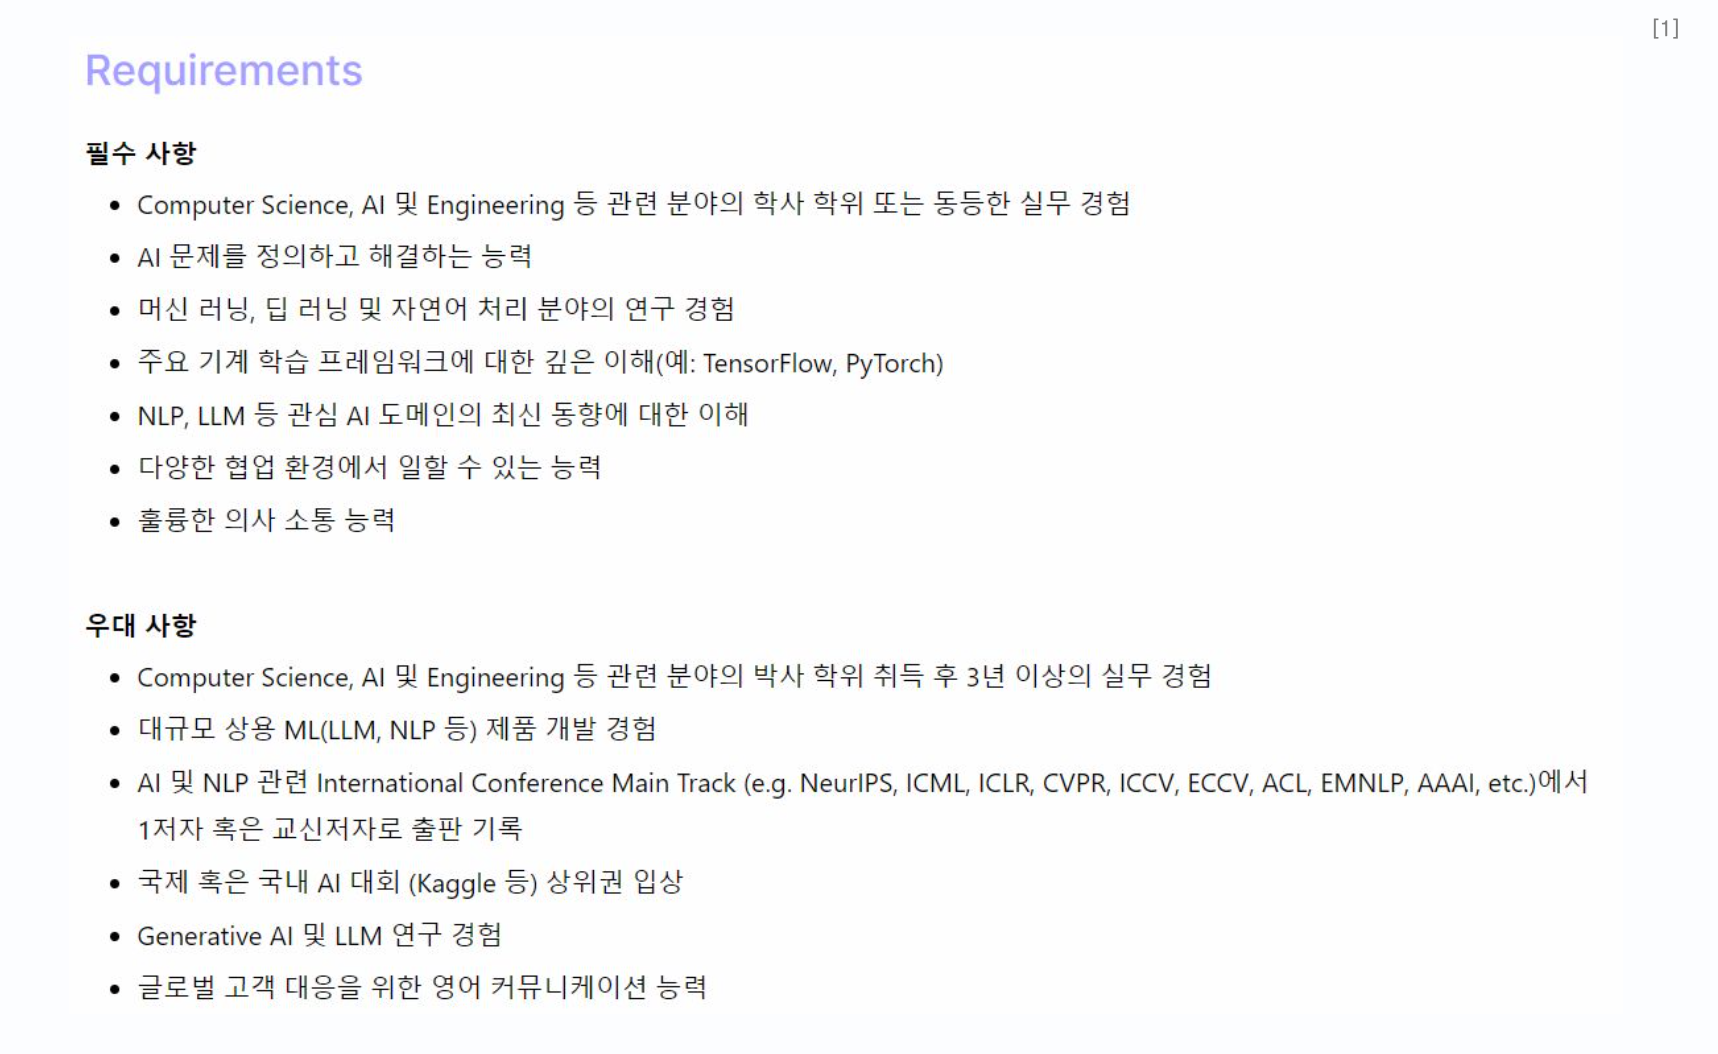 [1]
Requirements
필수 사항
• Computer Science, AI 및 Engineering 등 관련 분야의 학사 학위 또는 동등한 실무 경험
• AI 문제를 정의하고 해결하는 능력
• 머신 러닝, 딥 러닝 및 자연어 처리 분야의 연구 경험
• 주요 기계 학습 프레임워크에 대한 깊은 이해(예: TensorFlow, PyTorch)
• NLP, LLM 등 관심 AI 도메인의 최신 동향에 대한 이해
• 다양한 협업 환경에서 일할 수 있는 능력
• 훌륭한 의사 소통 능력
우대 사항
• Computer Science, AI 및 Engineering 등 관련 분야의 박사 학위 취득 후 3년 이상의 실무 경험
• 대규모 상용 ML(LLM, NLP 등) 제품 개발 경험
• AI 및 NLP 관련 International Conference Main Track (e.g. NeurIPS, ICML, ICLR, CVPR, ICCV, ECCV, ACL, EMNLP, AAAI, etc.)에서
1저자 혹은 교신저자로 출판 기록
• 국제 혹은 국내 AI 대회 (Kaggle 등) 상위권 입상
• Generative AI 및 LLM 연구 경험
• 글로벌 고객 대응을 위한 영어 커뮤니케이션 능력